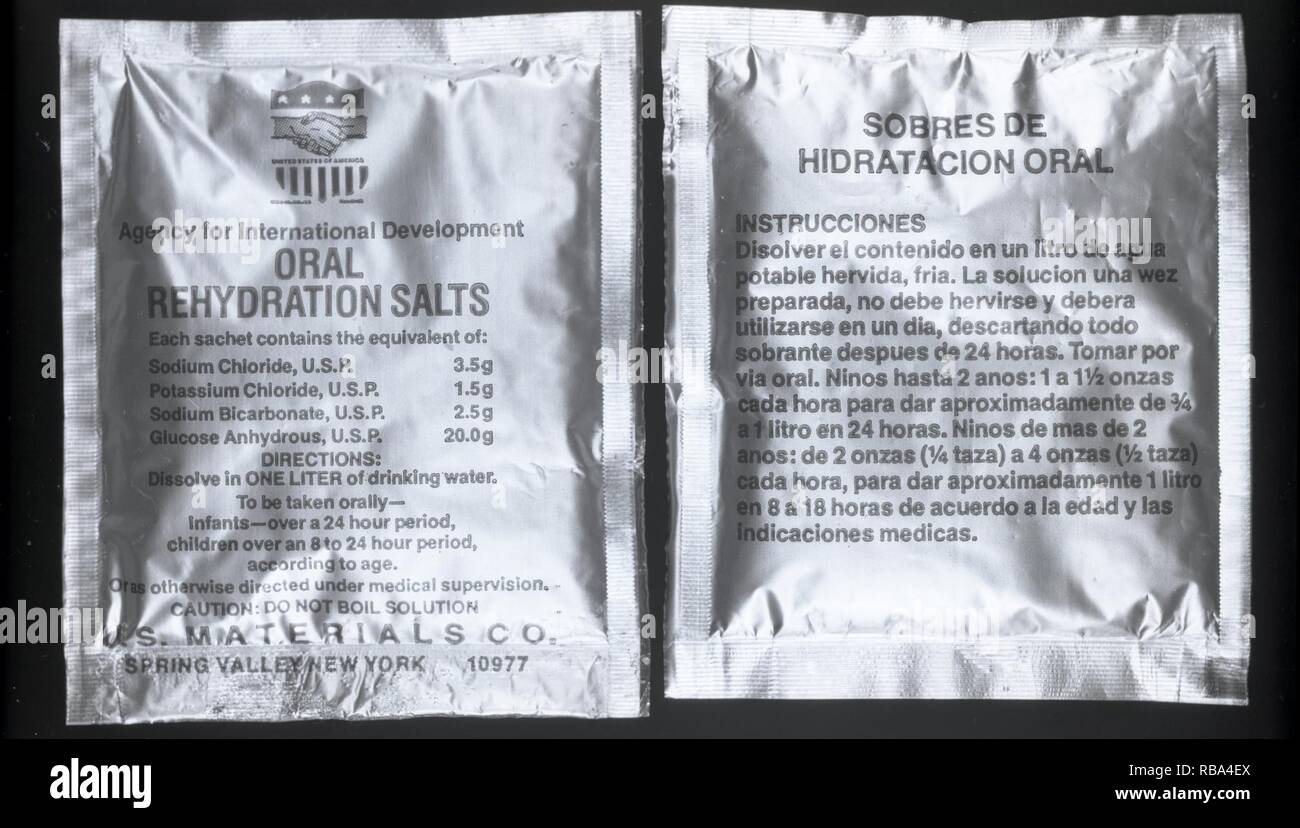 UNITED STATES OF AMERICA
Agency for International Development
ORAL
REHYDRATION SALTS
Each sachet contains the equivalent of:
Sodium Chloride, U.S.P. 3.5g
Potassium Chloride, U.S.P. 1.5g
Sodium Bicarbonate, U.S.P. 2.5g
Glucose Anhydrous, U.S.P. 20.0g
DIRECTIONS:
Dissolve in ONE LITER of drinking water.
To be taken orally—
Infants—over a 24 hour period,
children over an 8 to 24 hour period,
according to age.
Or as otherwise directed under medical supervision.
CAUTION: DO NOT BOIL SOLUTION
U.S. MATERIALS CO.
SPRING VALLEY NEW YORK 10977
SOBRES DE
HIDRATACION ORAL
INSTRUCCIONES
Disolver el contenido en un litro de agua
potable hervida, fria. La solucion una wez
preparada, no debe hervirse y debera
utilizarse en un dia, descartando todo
sobrante despues de 24 horas. Tomar por
via oral. Ninos hasta 2 anos: 1 a 1½ onzas
cada hora para dar aproximadamente de ¾
a 1 litro en 24 horas. Ninos de mas de 2
anos: de 2 onzas (¼ taza) a 4 onzas (½ taza)
cada hora, para dar aproximadamente 1 litro
en 8 a 18 horas de acuerdo a la edad y las
indicaciones medicas.
alamy
a
a
a
a
alamy stock photo
RBA4EX
www.alamy.com